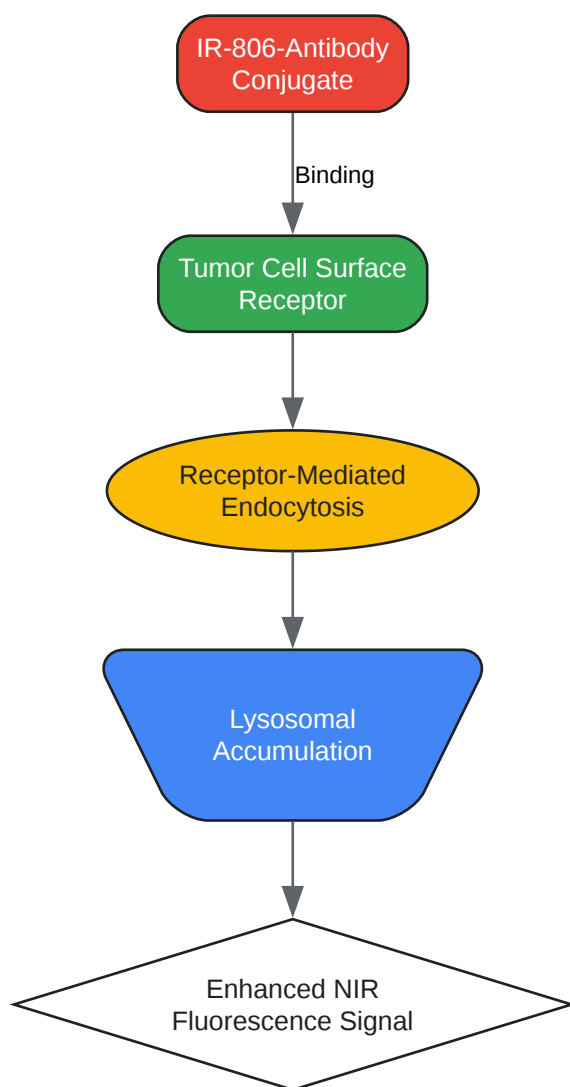 IR-806-Antibody
Conjugate
Binding
Tumor Cell Surface
Receptor
Receptor-Mediated
Endocytosis
Lysosomal
Accumulation
Enhanced NIR
Fluorescence Signal